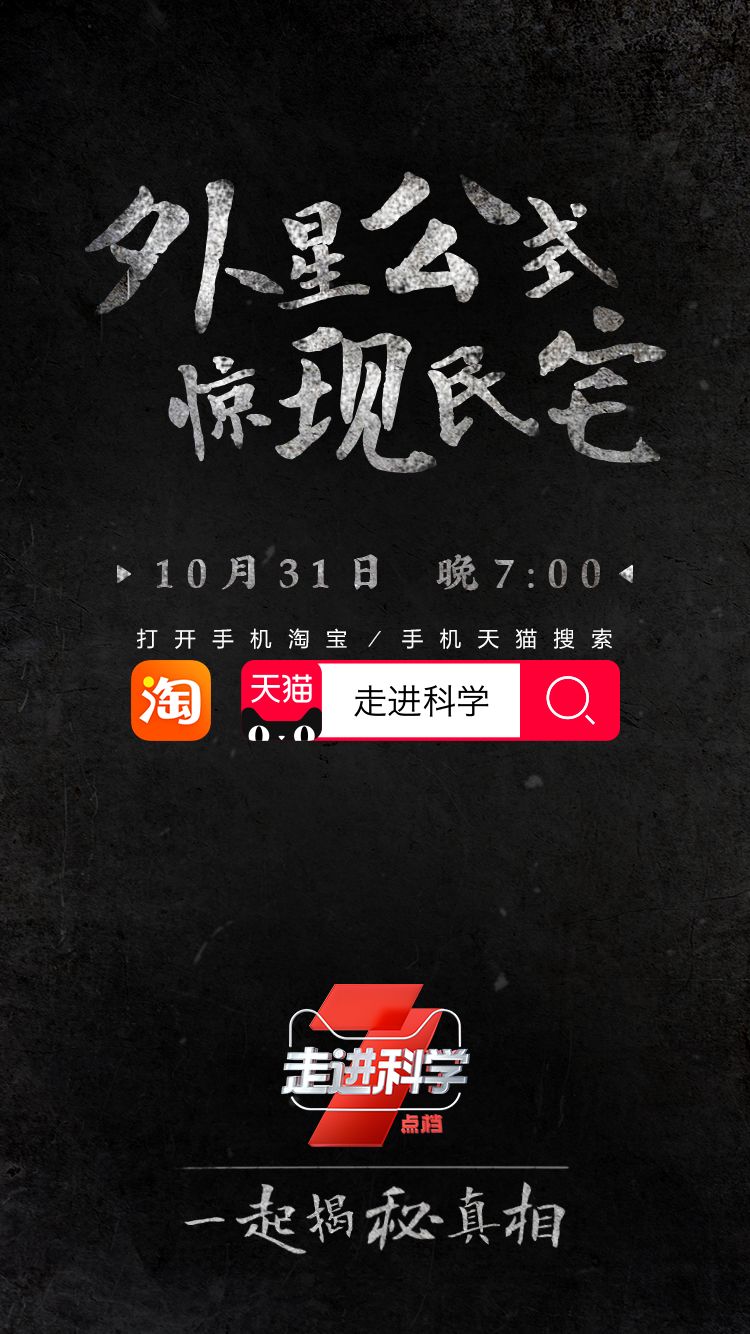 外星公式
惊现民宅
10月31日 晚7:00
打开手机淘宝/手机天猫搜索
淘 天猫 走进科学
7
走进科学
点档
一起揭秘真相